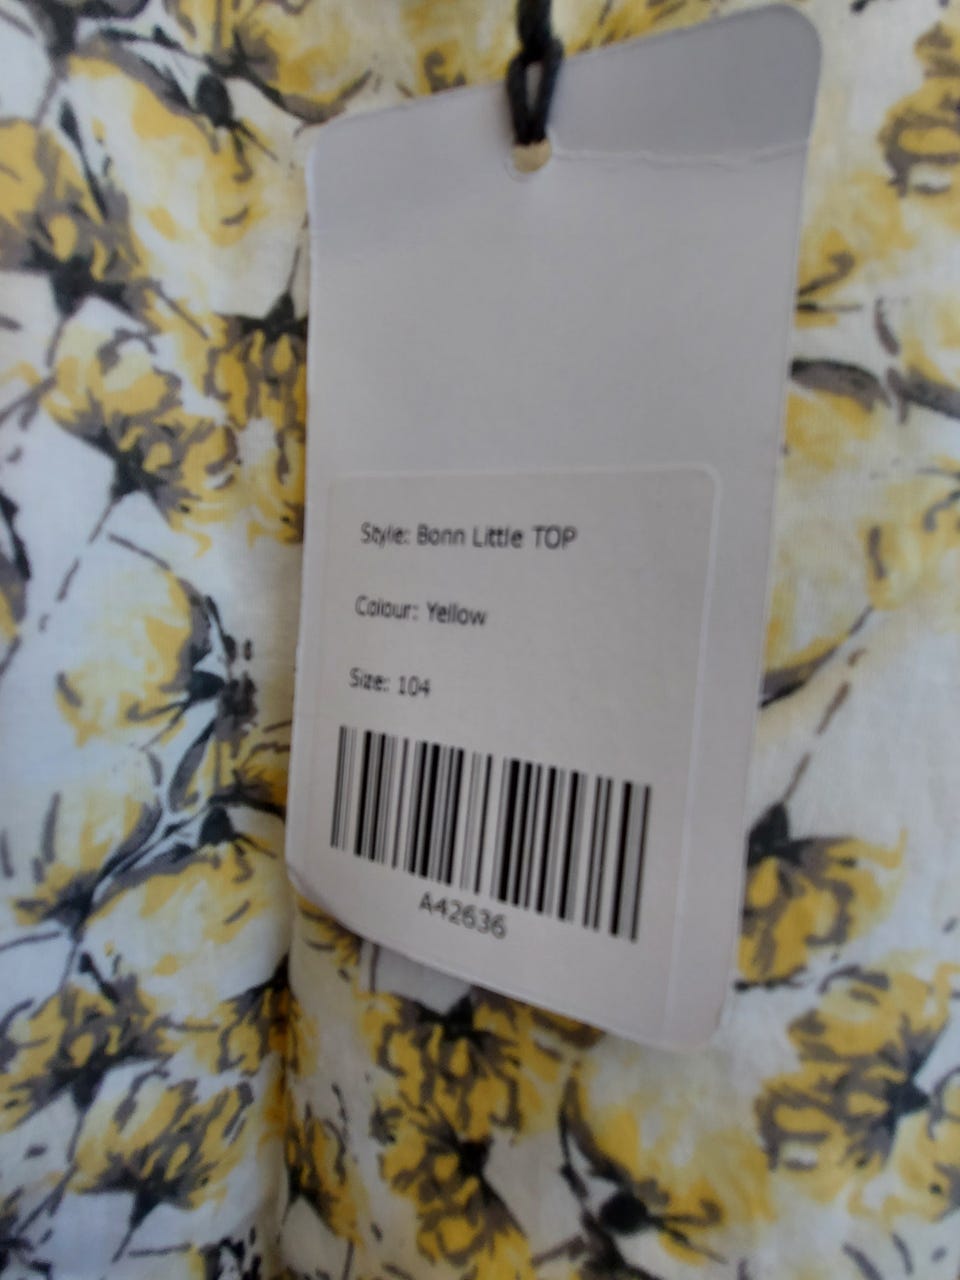 Style: Bonn Little TOP
Colour: Yellow
Size: 104
A42636